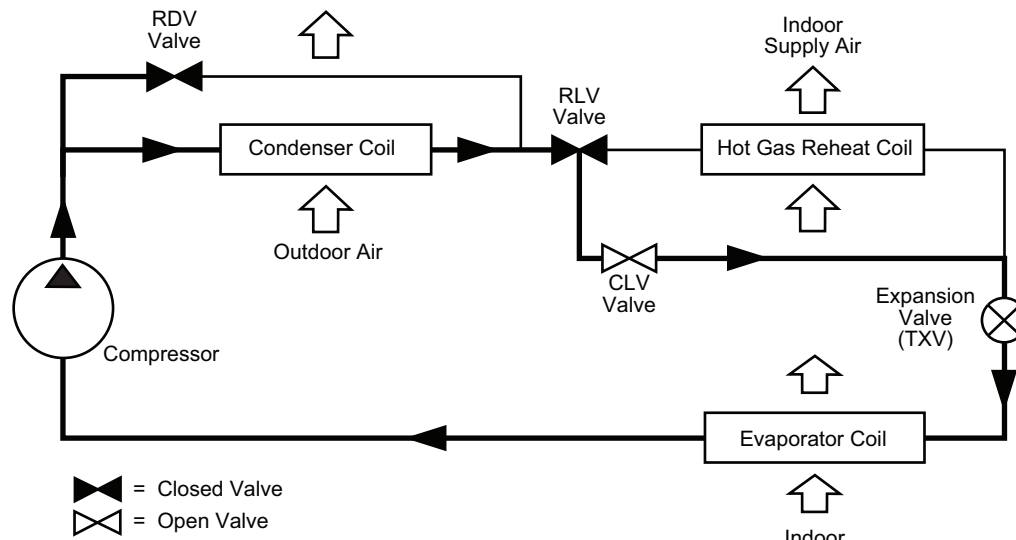 RDV
Valve
Indoor
Supply Air
RLV
Valve
Condenser Coil
Hot Gas Reheat Coil
Outdoor Air
CLV
Valve
Expansion
Valve
(TXV)
Compressor
Evaporator Coil
= Closed Valve
= Open Valve
Indoor